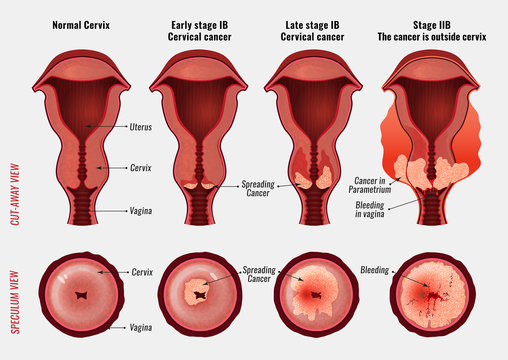 Normal Cervix
Early stage IB
Cervical cancer
Late stage IB
Cervical cancer
Stage IIB
The cancer is outside cervix
CUT-AWAY VIEW
Uterus
Cervix
Vagina
Spreading
Cancer
Cancer in
Parametrium
Bleeding
in vagina
SPECULUM VIEW
Cervix
Vagina
Spreading
Cancer
Bleeding